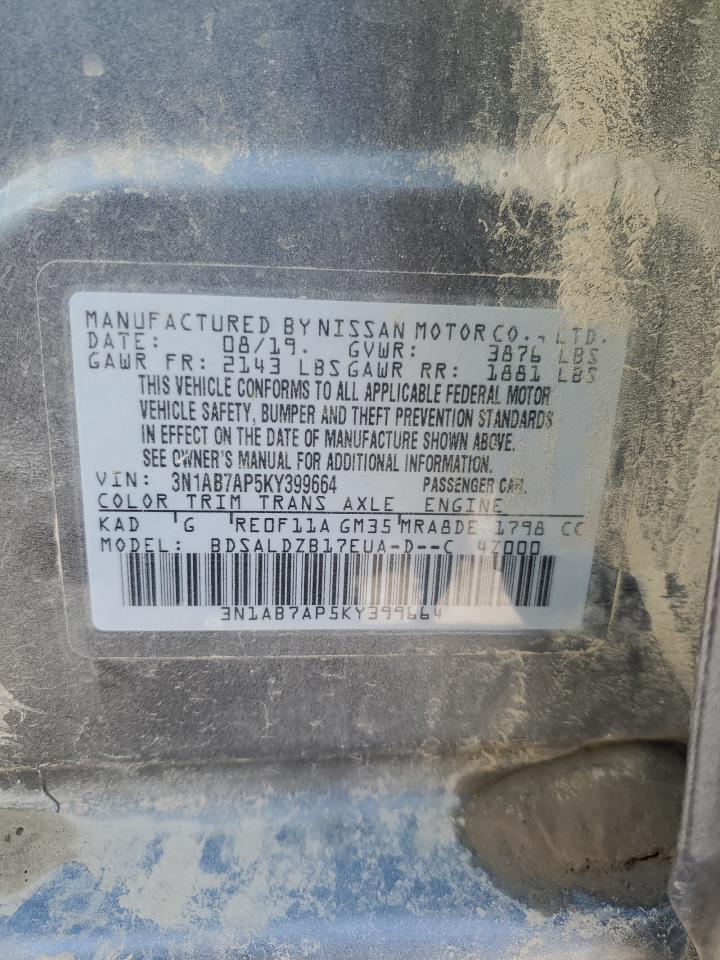 MANUFACTURED BY NISSAN MOTOR CO., LTD.
DATE: 08/19. GVWR: 3876 LBS
GAWR FR: 2143 LBS GAWR RR: 1881 LBS
THIS VEHICLE CONFORMS TO ALL APPLICABLE FEDERAL MOTOR
VEHICLE SAFETY, BUMPER AND THEFT PREVENTION STANDARDS
IN EFFECT ON THE DATE OF MANUFACTURE SHOWN ABOVE.
SEE OWNER'S MANUAL FOR ADDITIONAL INFORMATION.
VIN: 3N1AB7AP5KY399664 PASSENGER CAR.
COLOR TRIM TRANS AXLE ENGINE
KAD G RE0F11A GM35 MRA8DE 1798 CC
MODEL: BDSALDZB17EUA-D--C 4Z000
3N1AB7AP5KY399664